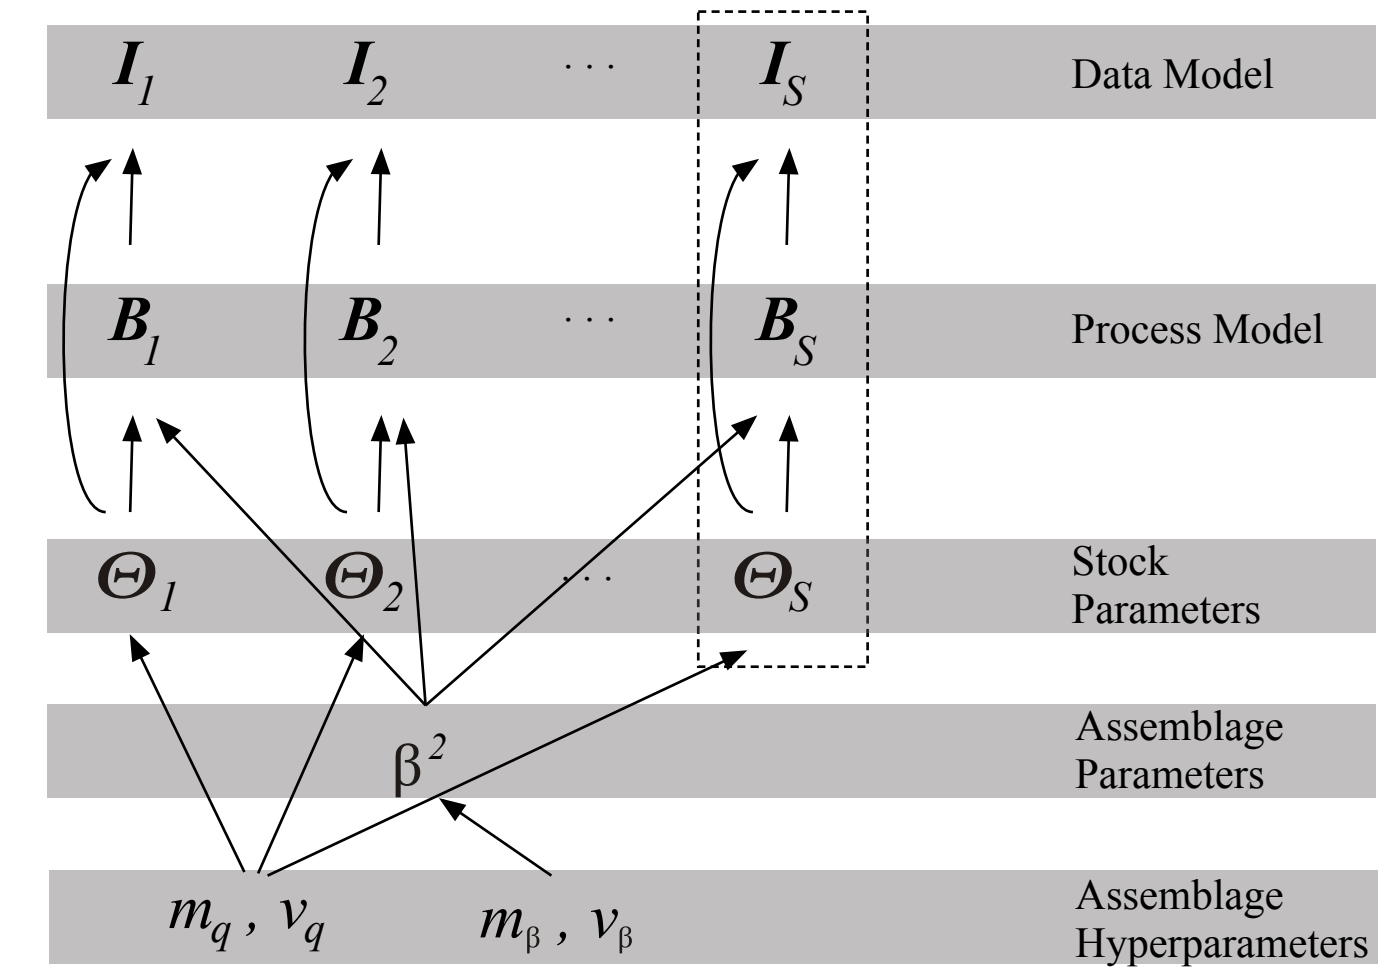 I1 I2 ... IS Data Model
B1 B2 ... BS Process Model
Θ1 Θ2 ... ΘS Stock
Parameters
β² Assemblage
Parameters
mq , vq mβ , vβ Assemblage
Hyperparameters